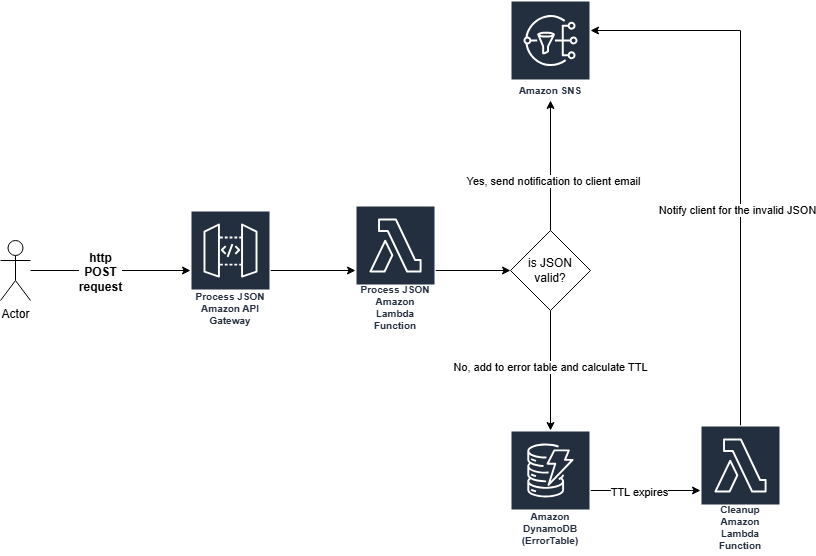 Amazon SNS
Yes, send notification to client email
Notify client for the invalid JSON
http
POST
request
Actor
Process JSON
Amazon API
Gateway
Process JSON
Amazon
Lambda
Function
is JSON
valid?
No, add to error table and calculate TTL
Amazon
DynamoDB
(ErrorTable)
TTL expires
Cleanup
Amazon
Lambda
Function